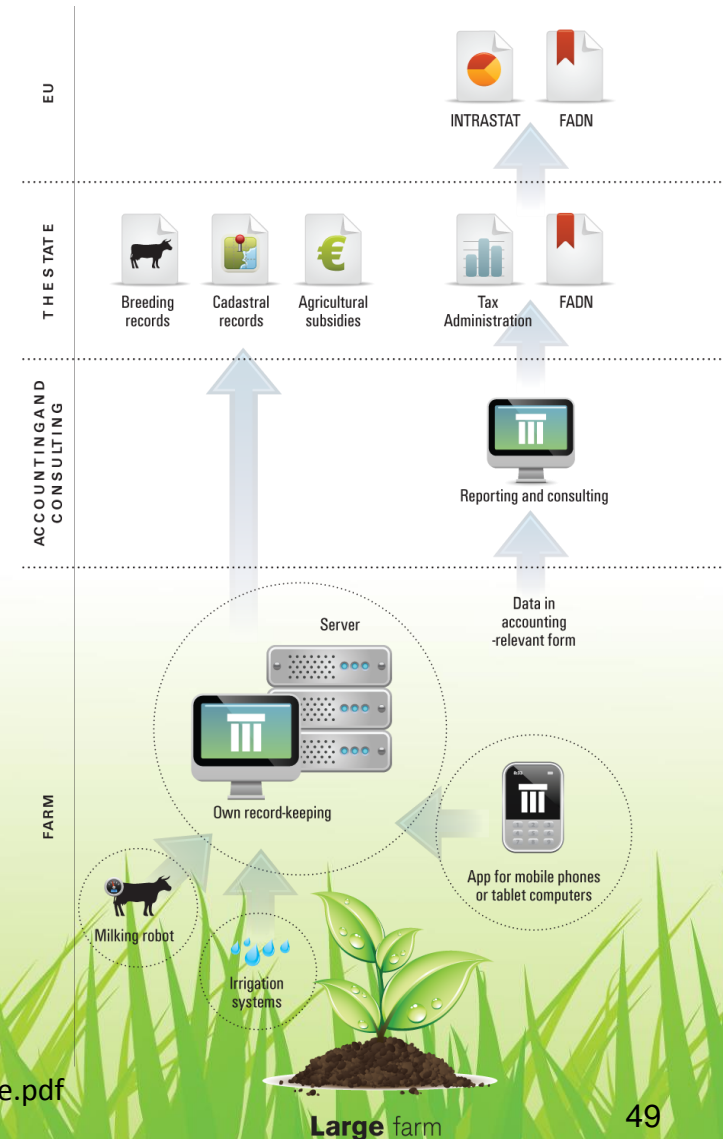 EU
INTRASTAT
FADN
THE STATE
Breeding
records
Cadastral
records
Agricultural
subsidies
Tax
Administration
FADN
ACCOUNTING AND
CONSULTING
Reporting and consulting
Data in
accounting
-relevant form
FARM
Server
Own record-keeping
App for mobile phones
or tablet computers
Milking robot
Irrigation
systems
e.pdf
Large farm
49